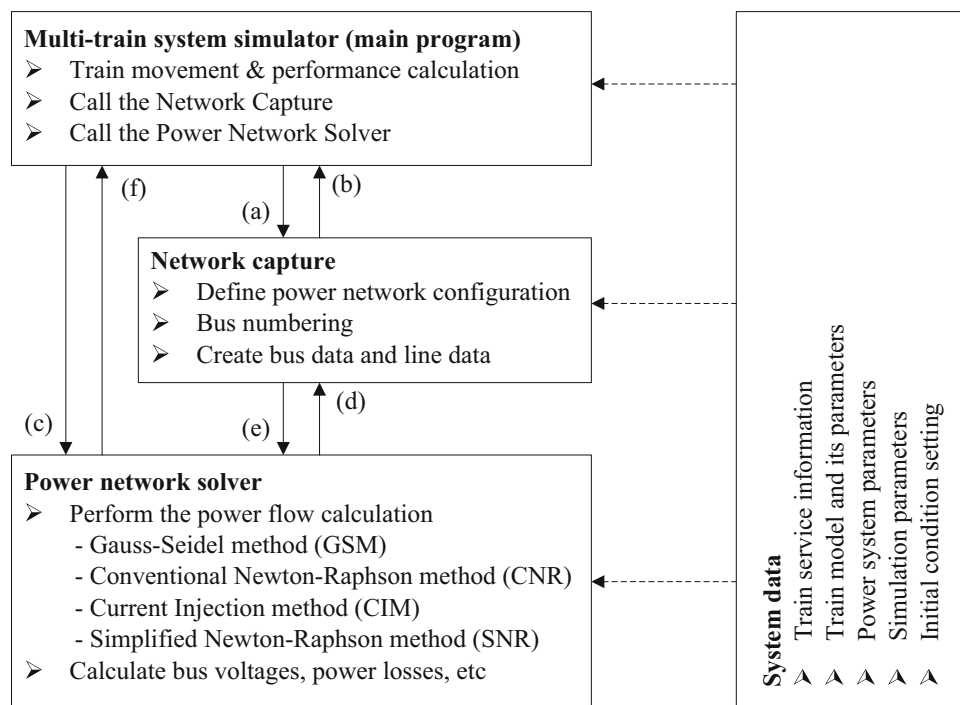 Multi-train system simulator (main program)
➢ Train movement & performance calculation
➢ Call the Network Capture
➢ Call the Power Network Solver
(f)
(b)
(a)
Network capture
➢ Define power network configuration
➢ Bus numbering
➢ Create bus data and line data
(c)
(e)
(d)
Power network solver
➢ Perform the power flow calculation
- Gauss-Seidel method (GSM)
- Conventional Newton-Raphson method (CNR)
- Current Injection method (CIM)
- Simplified Newton-Raphson method (SNR)
➢ Calculate bus voltages, power losses, etc
System data
➢ Train service information
➢ Train model and its parameters
➢ Power system parameters
➢ Simulation parameters
➢ Initial condition setting